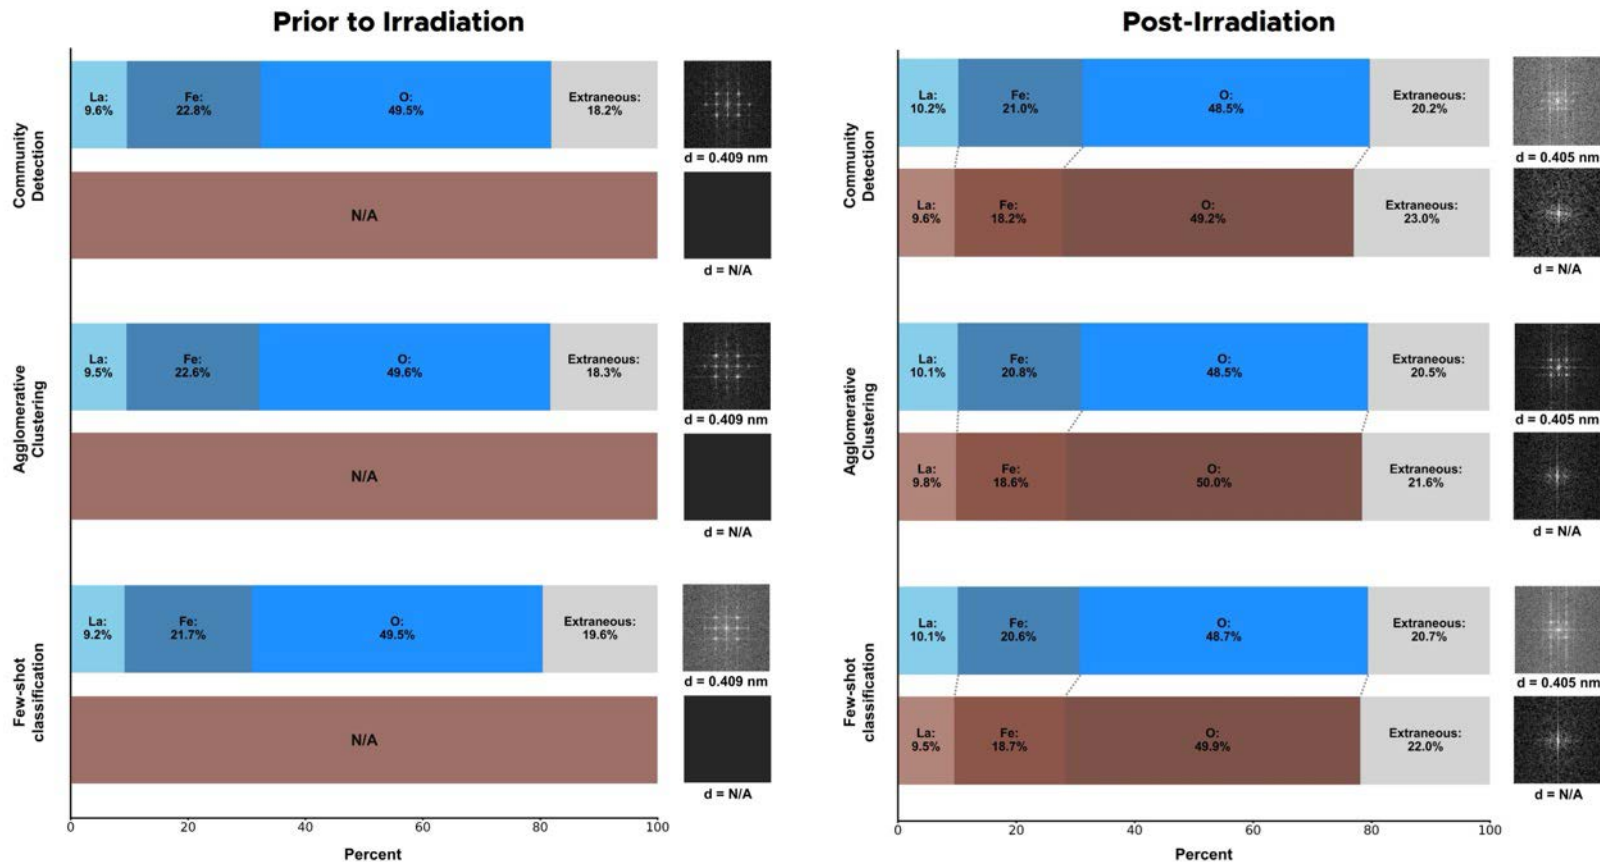 Prior to Irradiation
Community
Detection
La:
9.6%
Fe:
22.8%
O:
49.5%
Extraneous:
18.2%
d = 0.409 nm
N/A
d = N/A
Agglomerative
Clustering
La:
9.5%
Fe:
22.6%
O:
49.6%
Extraneous:
18.3%
d = 0.409 nm
N/A
d = N/A
Few-shot
classification
La:
9.2%
Fe:
21.7%
O:
49.5%
Extraneous:
19.6%
d = 0.409 nm
N/A
d = N/A
0 20 40 60 80 100
Percent
Post-Irradiation
Community
Detection
La:
10.2%
Fe:
21.0%
O:
48.5%
Extraneous:
20.2%
d = 0.405 nm
La:
9.6%
Fe:
18.2%
O:
49.2%
Extraneous:
23.0%
d = N/A
Agglomerative
Clustering
La:
10.1%
Fe:
20.8%
O:
48.5%
Extraneous:
20.5%
d = 0.405 nm
La:
9.8%
Fe:
18.6%
O:
50.0%
Extraneous:
21.6%
d = N/A
Few-shot
classification
La:
10.1%
Fe:
20.6%
O:
48.7%
Extraneous:
20.7%
d = 0.405 nm
La:
9.5%
Fe:
18.7%
O:
49.9%
Extraneous:
22.0%
d = N/A
0 20 40 60 80 100
Percent